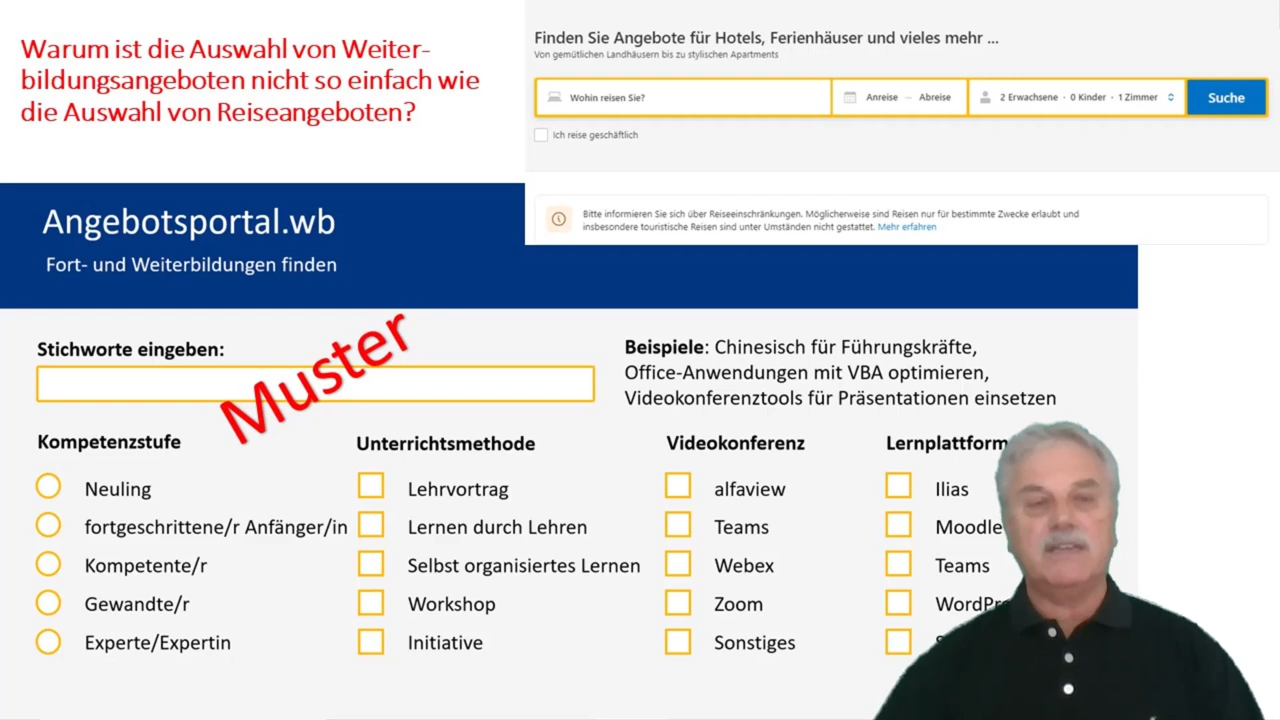 Warum ist die Auswahl von Weiter-
bildungsangeboten nicht so einfach wie
die Auswahl von Reiseangeboten?
Finden Sie Angebote für Hotels, Ferienhäuser und vieles mehr ...
Von gemütlichen Landhäusern bis zu stylischen Apartments
Wohin reisen Sie? Anreise — Abreise 2 Erwachsene · 0 Kinder · 1 Zimmer Suche
Ich reise geschäftlich
Bitte informieren Sie sich über Reiseeinschränkungen. Möglicherweise sind Reisen nur für bestimmte Zwecke erlaubt und
insbesondere touristische Reisen sind unter Umständen nicht gestattet. Mehr erfahren
Angebotsportal.wb
Fort- und Weiterbildungen finden
Muster
Stichworte eingeben:
Beispiele: Chinesisch für Führungskräfte,
Office-Anwendungen mit VBA optimieren,
Videokonferenztools für Präsentationen einsetzen
Kompetenzstufe
Neuling
fortgeschrittene/r Anfänger/in
Kompetente/r
Gewandte/r
Experte/Expertin
Unterrichtsmethode
Lehrvortrag
Lernen durch Lehren
Selbst organisiertes Lernen
Workshop
Initiative
Videokonferenz
alfaview
Teams
Webex
Zoom
Sonstiges
Lernplattform
Ilias
Moodle
Teams
WordPr